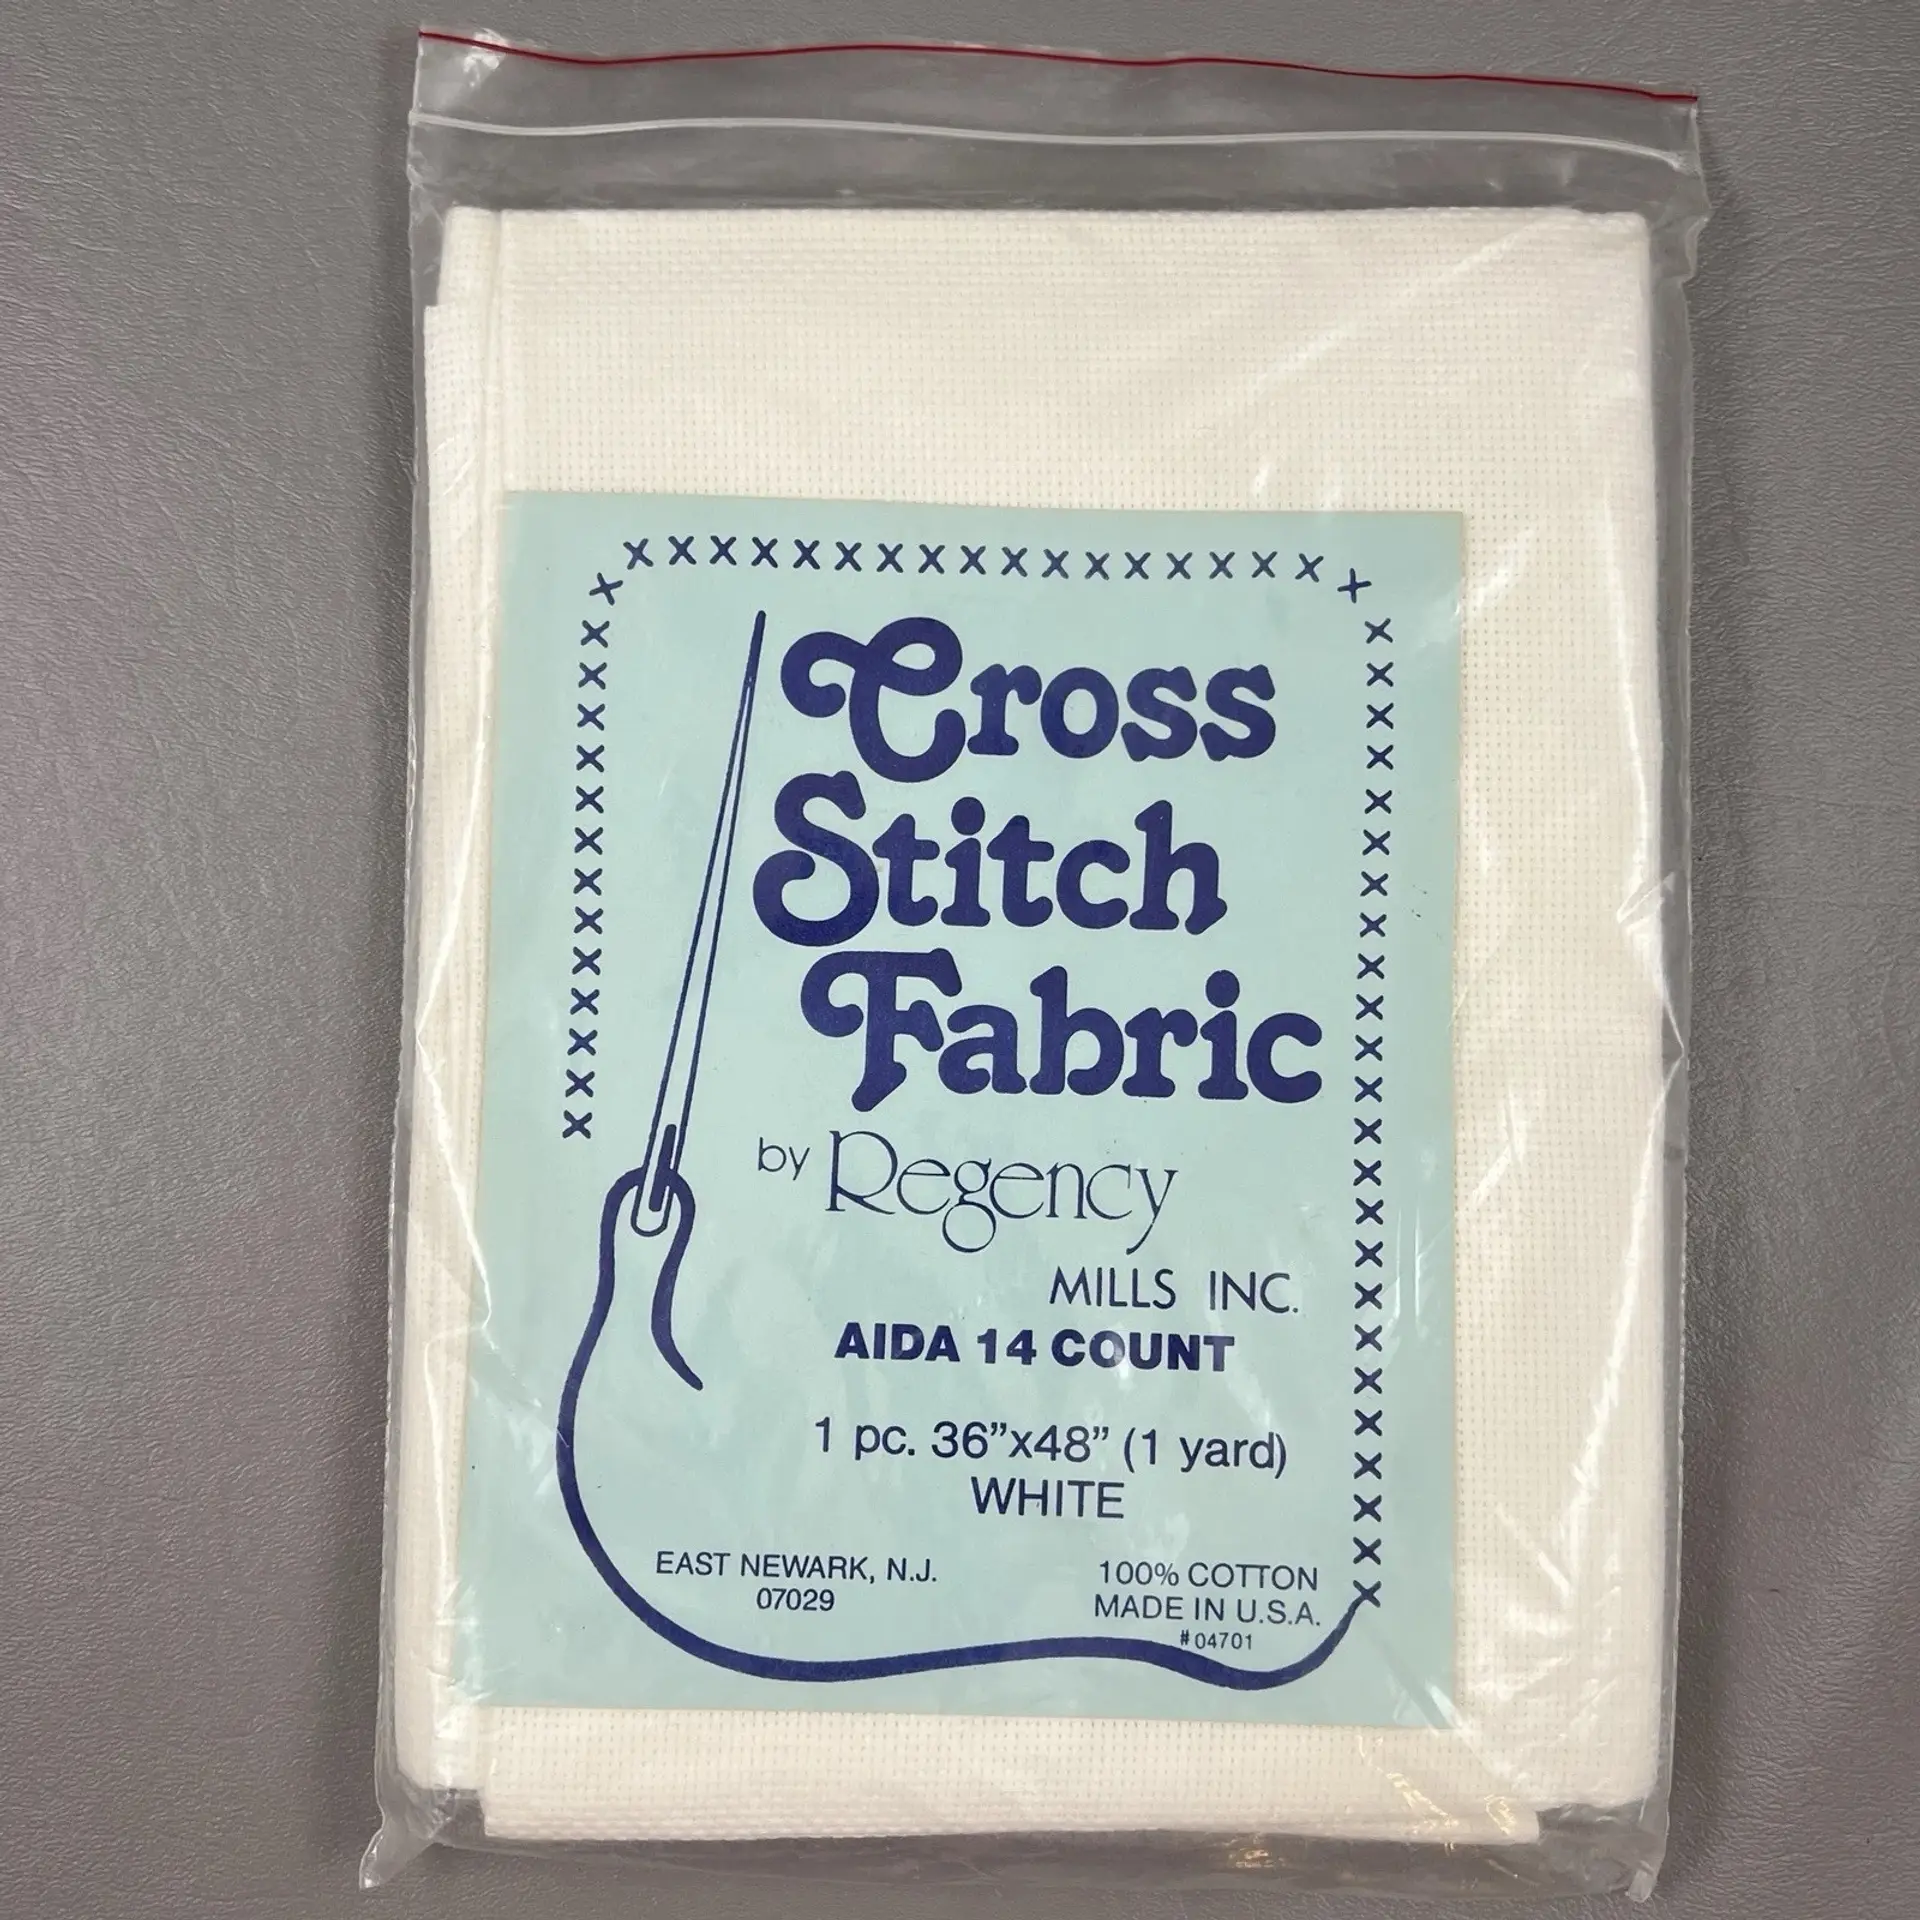 Cross
Stitch
Fabric
by Regency
MILLS INC.
AIDA 14 COUNT
1 pc. 36”x48” (1 yard)
WHITE
EAST NEWARK, N.J.
07029
100% COTTON
MADE IN U.S.A.
#04701